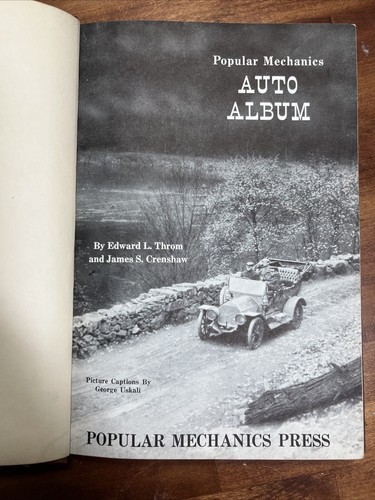 Popular Mechanics
AUTO
ALBUM
By Edward L. Throm
and James S. Crenshaw
Picture Captions By
George Uskali
POPULAR MECHANICS PRESS